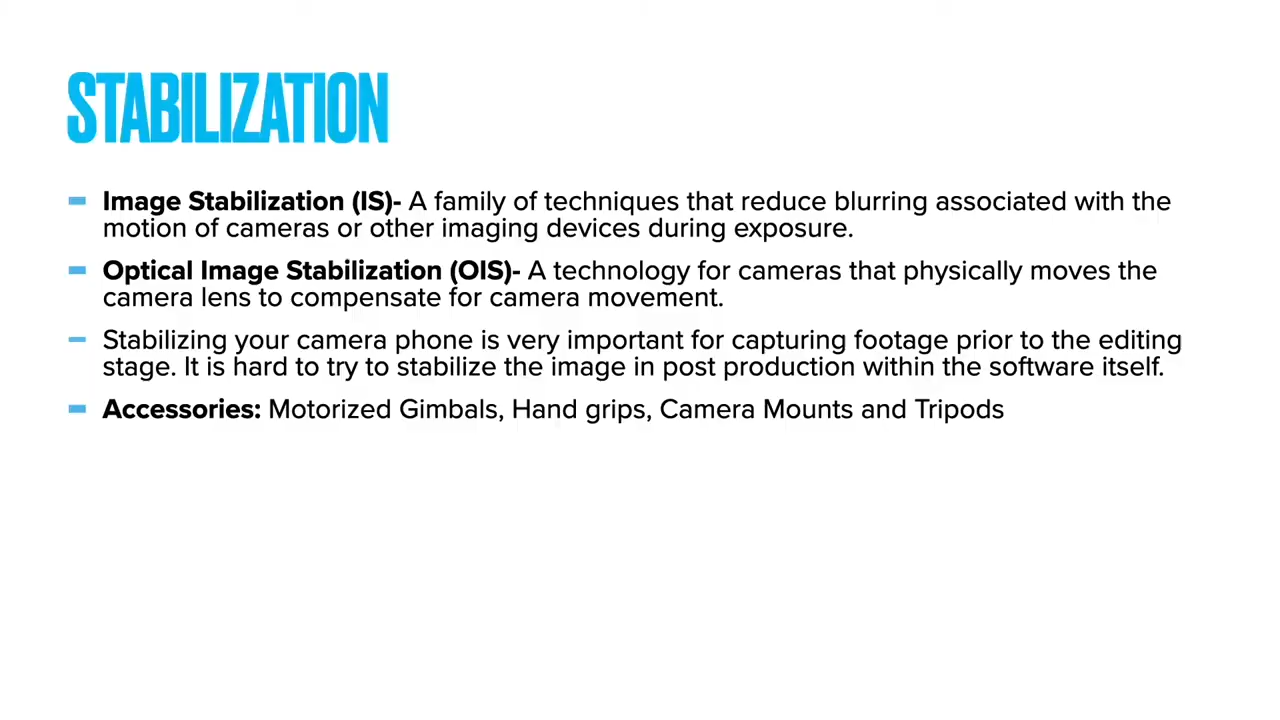 STABILIZATION
Image Stabilization (IS)- A family of techniques that reduce blurring associated with the
motion of cameras or other imaging devices during exposure.
Optical Image Stabilization (OIS)- A technology for cameras that physically moves the
camera lens to compensate for camera movement.
Stabilizing your camera phone is very important for capturing footage prior to the editing
stage. It is hard to try to stabilize the image in post production within the software itself.
Accessories: Motorized Gimbals, Hand grips, Camera Mounts and Tripods